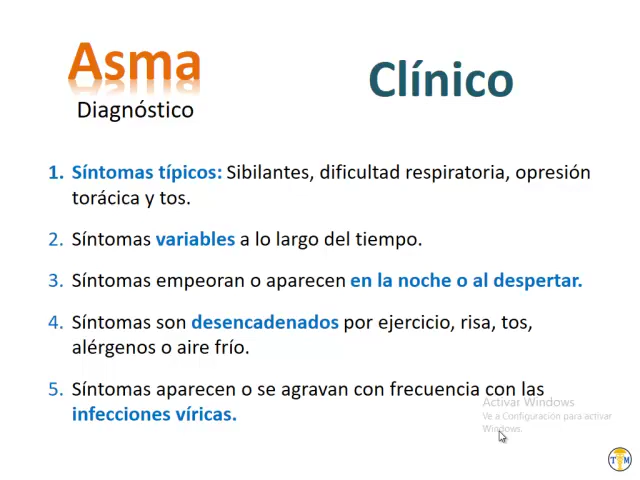 Asma
Clínico
Diagnóstico
1. Síntomas típicos: Sibilantes, dificultad respiratoria, opresión
torácica y tos.
2. Síntomas variables a lo largo del tiempo.
3. Síntomas empeoran o aparecen en la noche o al despertar.
4. Síntomas son desencadenados por ejercicio, risa, tos,
alérgenos o aire frío.
5. Síntomas aparecen o se agravan con frecuencia con las
infecciones víricas.
Activar Windows
Ve a Configuración para activar
Windows.
T M